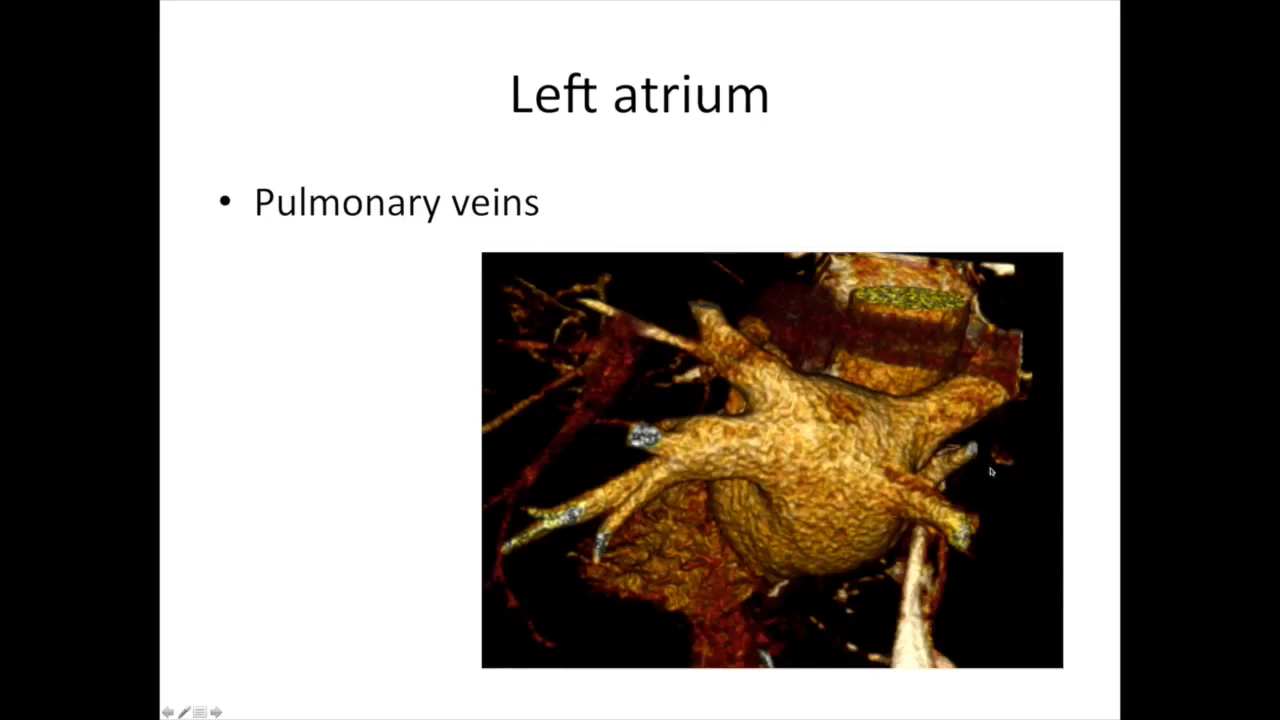 Left atrium
• Pulmonary veins